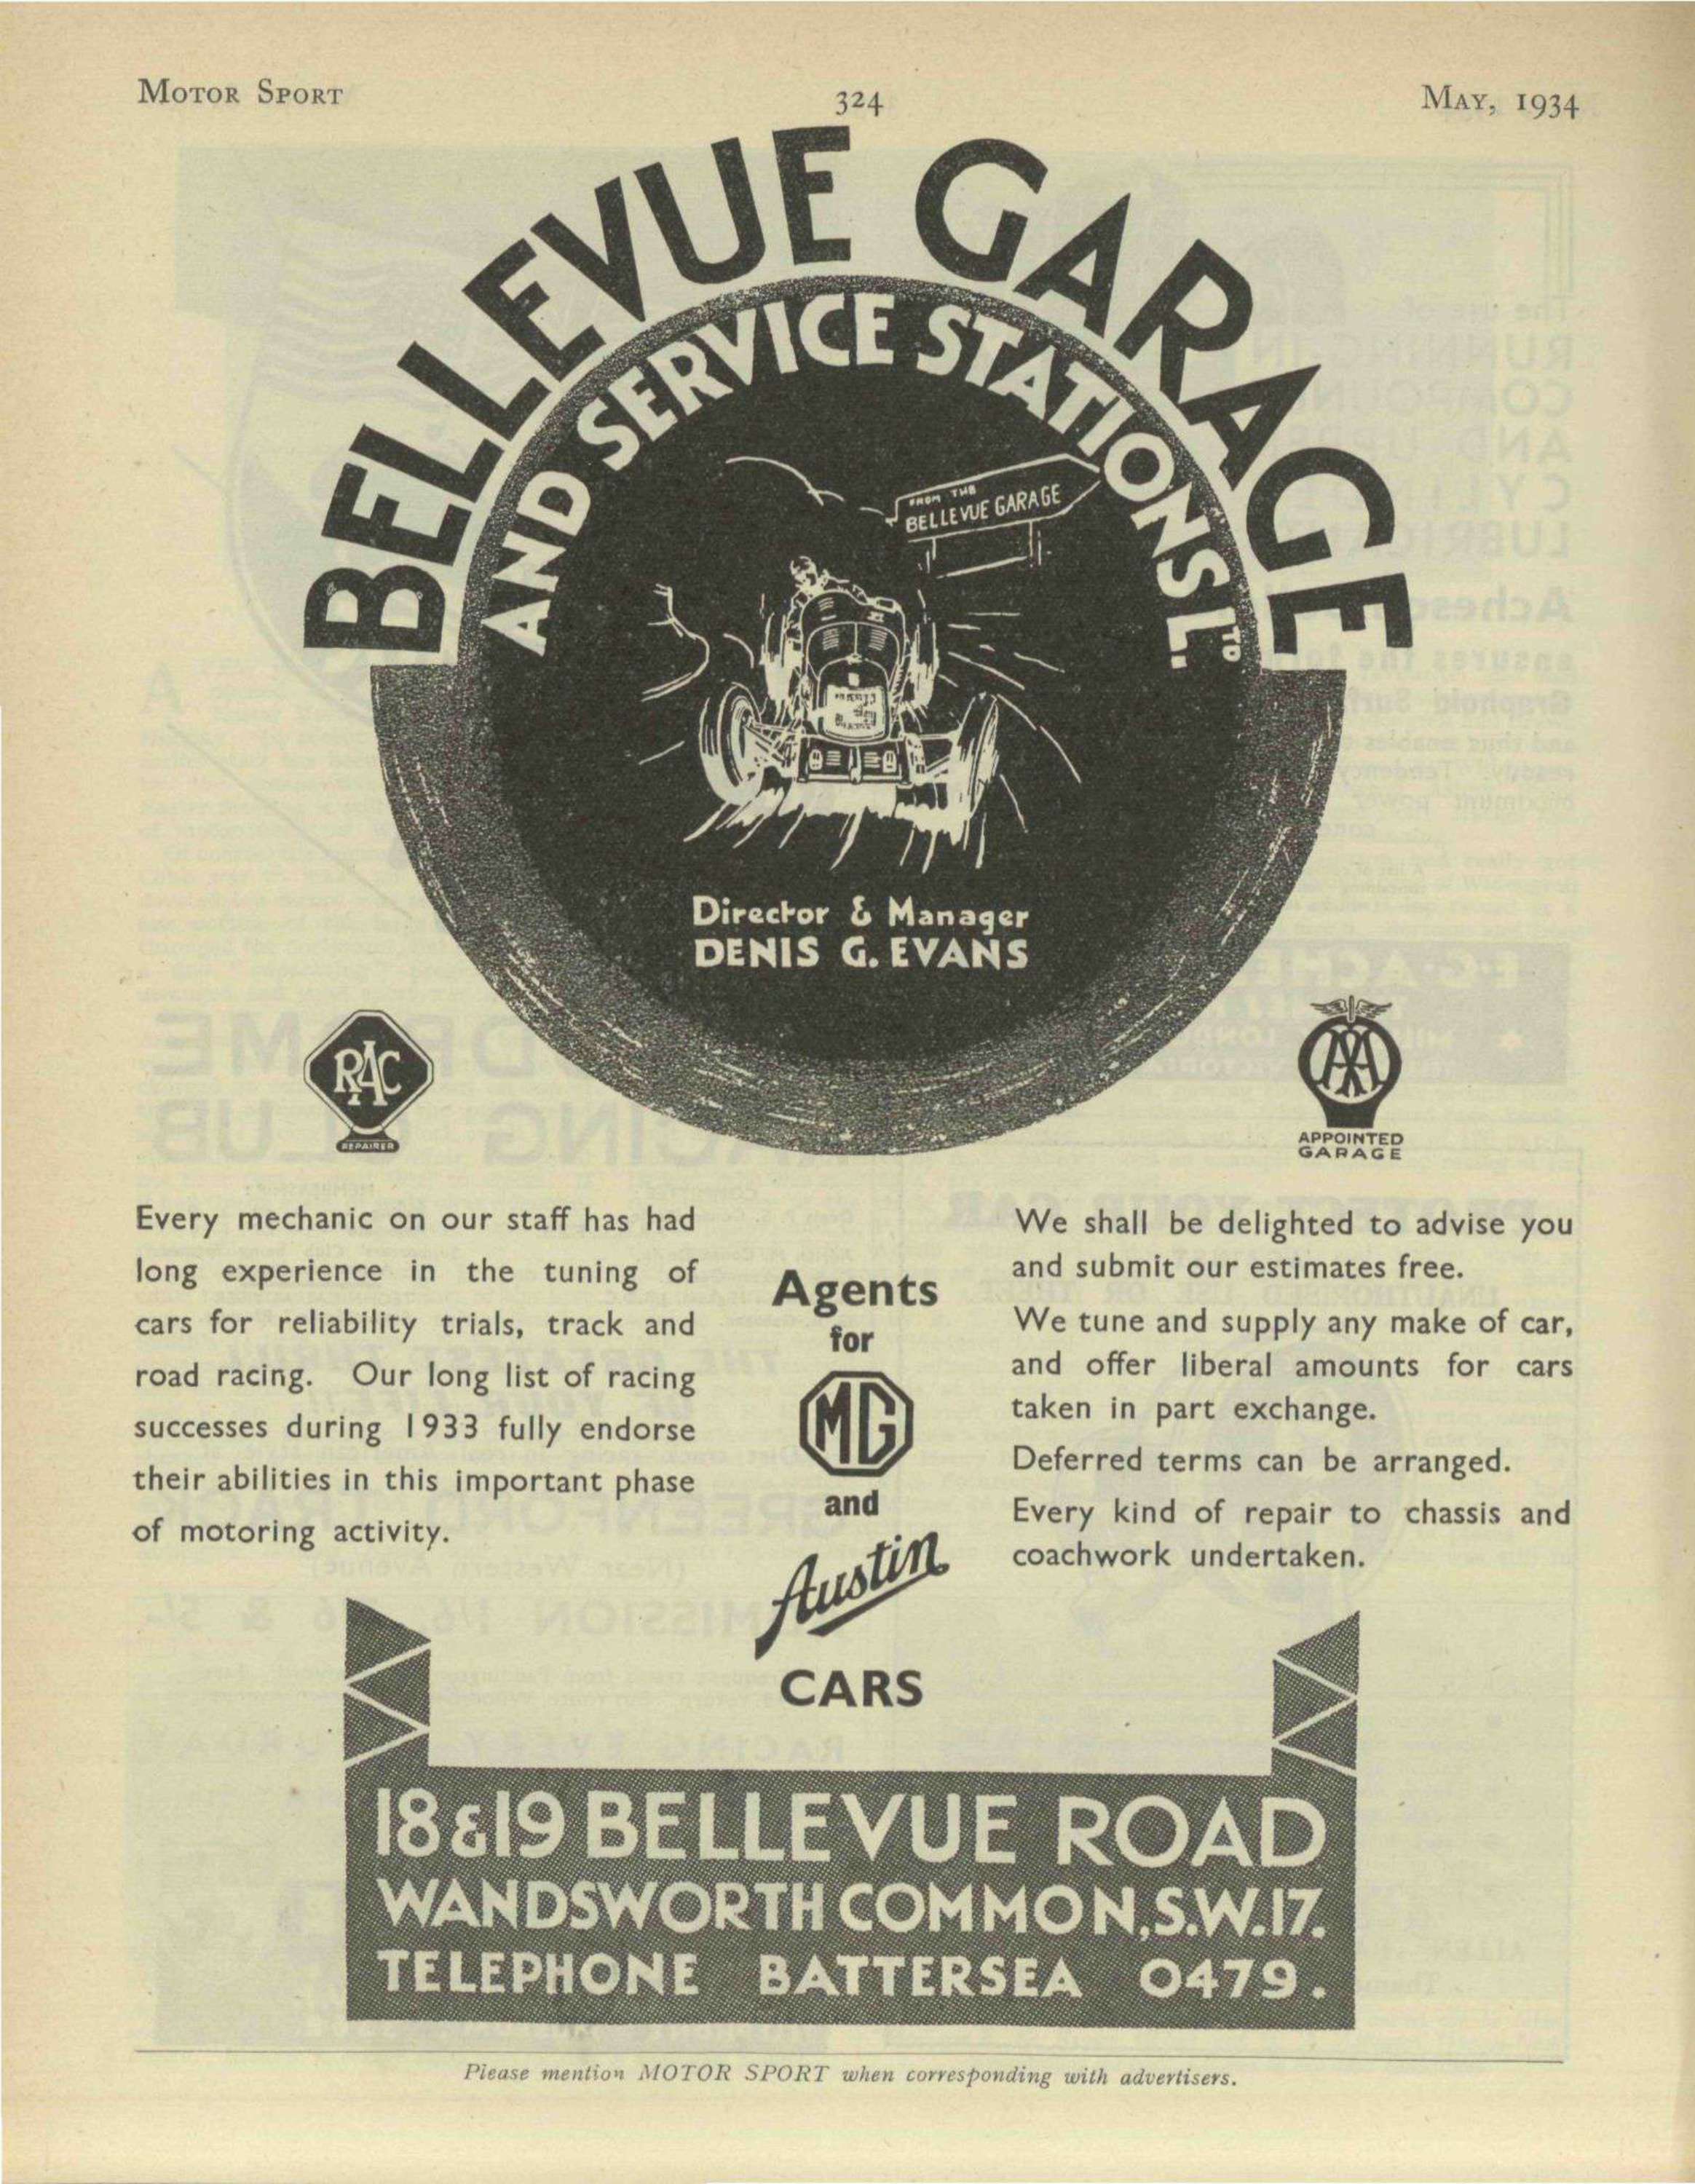 MOTOR SPORT
324
MAY, 1934
BELLEVUE GARAGE
AND SERVICE STATIONS L.TD
FROM THE
BELLEVUE GARAGE
Director & Manager
DENIS G. EVANS
RAC
REPAIRER
AA
APPOINTED
GARAGE
Every mechanic on our staff has had
long experience in the tuning of
cars for reliability trials, track and
road racing. Our long list of racing
successes during 1933 fully endorse
their abilities in this important phase
of motoring activity.
Agents
for
MG
and
Austin
CARS
We shall be delighted to advise you
and submit our estimates free.
We tune and supply any make of car,
and offer liberal amounts for cars
taken in part exchange.
Deferred terms can be arranged.
Every kind of repair to chassis and
coachwork undertaken.
18&19 BELLEVUE ROAD
WANDSWORTH COMMON, S.W.17.
TELEPHONE BATTERSEA 0479.
Please mention MOTOR SPORT when corresponding with advertisers.